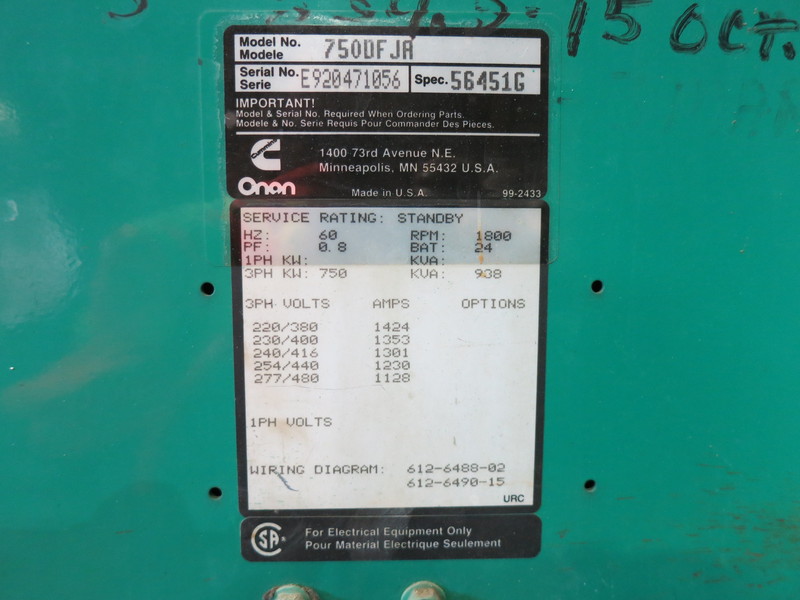 15 OCT.
Model No. 750DFJA
Modele
Serial No. E920471056 Spec. 56451G
Serie
IMPORTANT!
Model & Serial No. Required When Ordering Parts.
Modele & No. Serie Requis Pour Commander Des Pieces.
1400 73rd Avenue N.E.
Minneapolis, MN 55432 U.S.A.
Onan
Made in U.S.A. 99-2433
SERVICE RATING: STANDBY
HZ: 60 RPM: 1800
PF: 0.8 BAT: 24
1PH KW: KVA:
3PH KW: 750 KVA: 938
3PH VOLTS AMPS OPTIONS
220/380 1424
230/400 1353
240/416 1301
254/440 1230
277/480 1128
1PH VOLTS
WIRING DIAGRAM: 612-6488-02
612-6490-15
URC
SA
For Electrical Equipment Only
Pour Material Electrique Seulement